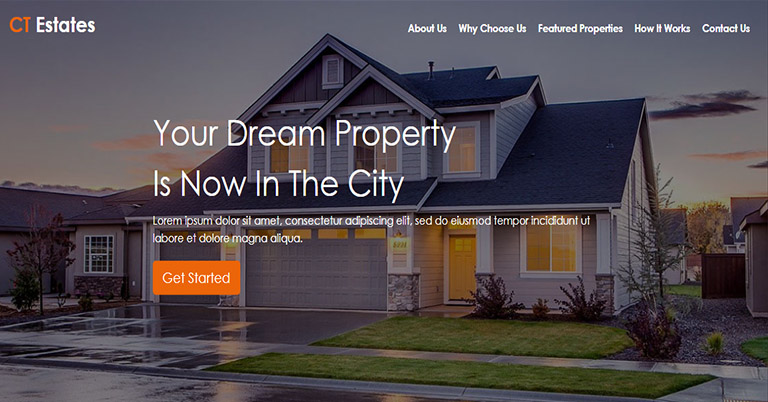 CT Estates
About Us Why Choose Us Featured Properties How It Works Contact Us
Your Dream Property
Is Now In The City
Lorem ipsum dolor sit amet, consectetur adipiscing elit, sed do eiusmod tempor incididunt ut
labore et dolore magna aliqua.
Get Started